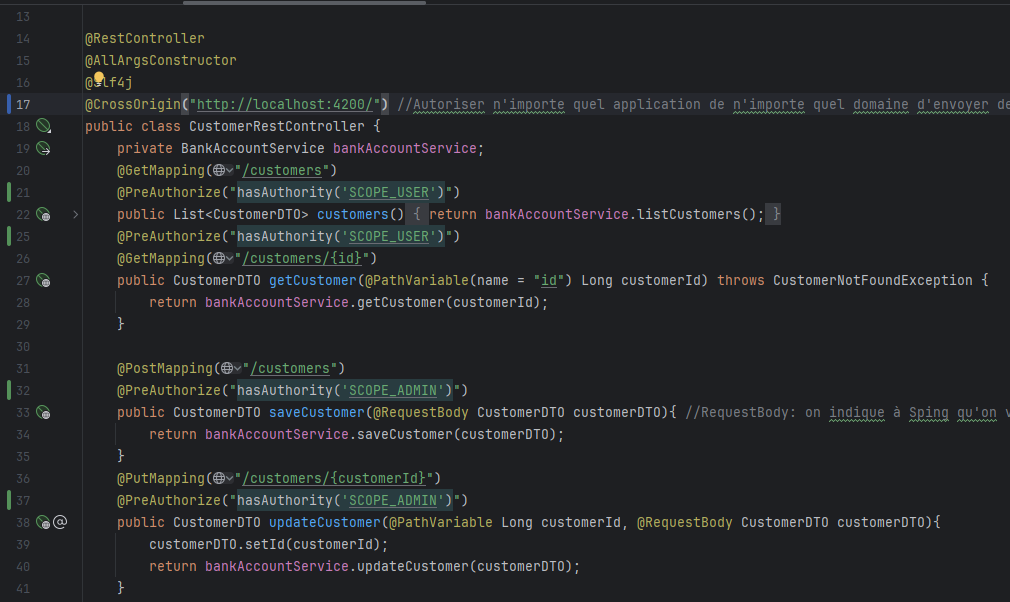 13
14 @RestController
15 @AllArgsConstructor
16 @Slf4j
17 @CrossOrigin("http://localhost:4200/") //Autoriser n'importe quel application de n'importe quel domaine d'envoyer de
18 public class CustomerRestController {
19 private BankAccountService bankAccountService;
20 @GetMapping("/customers")
21 @PreAuthorize("hasAuthority('SCOPE_USER')")
22 public List<CustomerDTO> customers() { return bankAccountService.listCustomers(); }
25 @PreAuthorize("hasAuthority('SCOPE_USER')")
26 @GetMapping("/customers/{id}")
27 public CustomerDTO getCustomer(@PathVariable(name = "id") Long customerId) throws CustomerNotFoundException {
28 return bankAccountService.getCustomer(customerId);
29 }
30
31 @PostMapping("/customers")
32 @PreAuthorize("hasAuthority('SCOPE_ADMIN')")
33 public CustomerDTO saveCustomer(@RequestBody CustomerDTO customerDTO){ //RequestBody: on indique à Sping qu'on v
34 return bankAccountService.saveCustomer(customerDTO);
35 }
36 @PutMapping("/customers/{customerId}")
37 @PreAuthorize("hasAuthority('SCOPE_ADMIN')")
38 @ public CustomerDTO updateCustomer(@PathVariable Long customerId, @RequestBody CustomerDTO customerDTO){
39 customerDTO.setId(customerId);
40 return bankAccountService.updateCustomer(customerDTO);
41 }